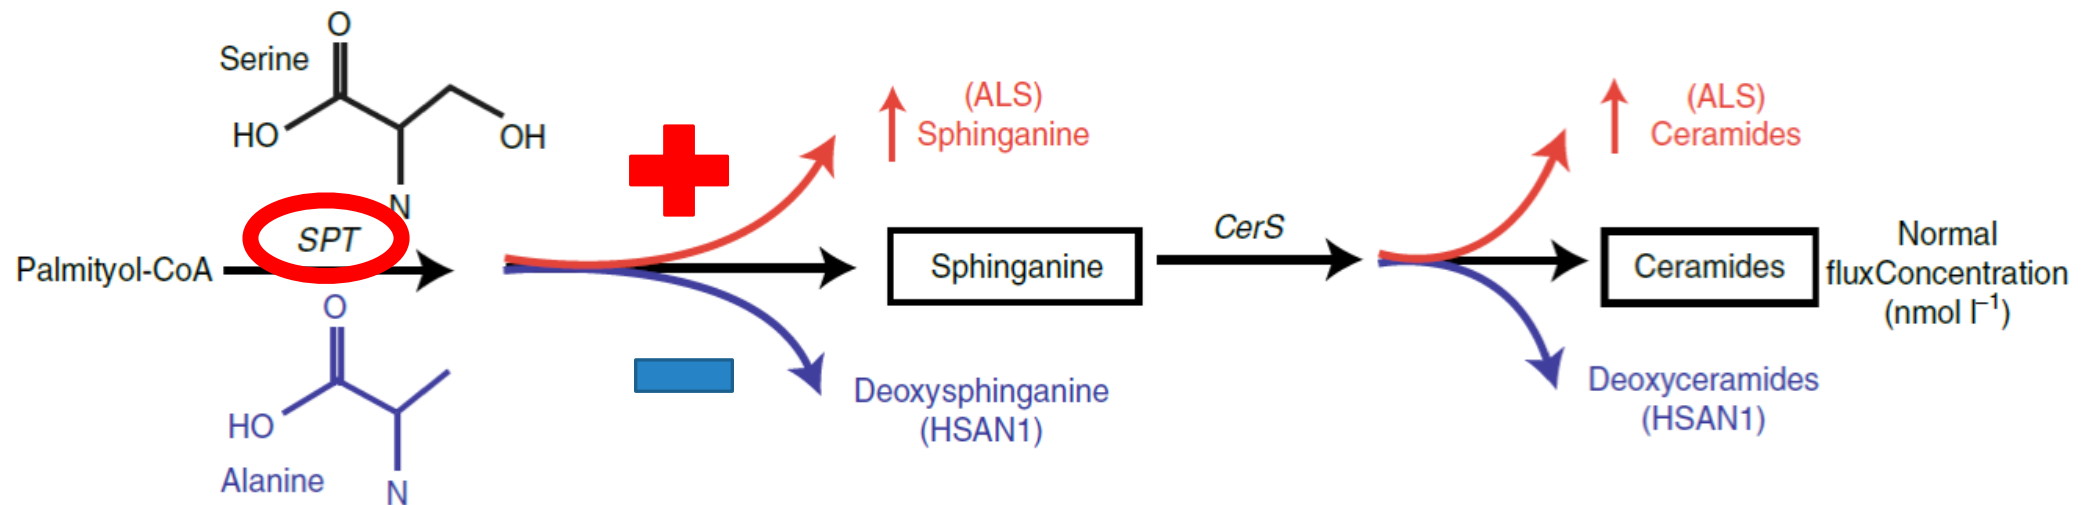 O
Serine
HO
OH
N
SPT
Palmityol-CoA
O
HO
Alanine
N
(ALS)
Sphinganine
Sphinganine
Deoxysphinganine
(HSAN1)
CerS
(ALS)
Ceramides
Ceramides
Deoxyceramides
(HSAN1)
Normal
fluxConcentration
(nmol l⁻¹)